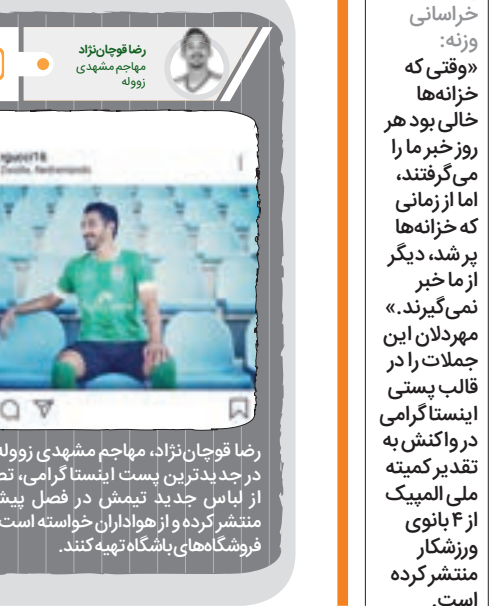 خراسانی
وزنه:
«وقتی که
خزانه‌ها
خالی بود هر
روز خبر ما را
می‌گرفتند،
اما از زمانی
که خزانه‌ها
پر شد، دیگر
از ما خبر
نمی‌گیرند.»
مهردلان این
جملات را در
قالب پستی
اینستاگرامی
در واکنش به
تقدیر کمیته
ملی المپیک
از ۴ بانوی
ورزشکار
منتشر کرده
است.
رضا قوچان‌نژاد
مهاجم مشهدی
زووله
Zwolle, Netherlands
رضا قوچان‌نژاد، مهاجم مشهدی زووله
در جدیدترین پست اینستاگرامی،
از لباس جدید تیمش در فصل
منتشر کرده و از هواداران خواسته است
فروشگاه‌های باشگاه تهیه کنند.